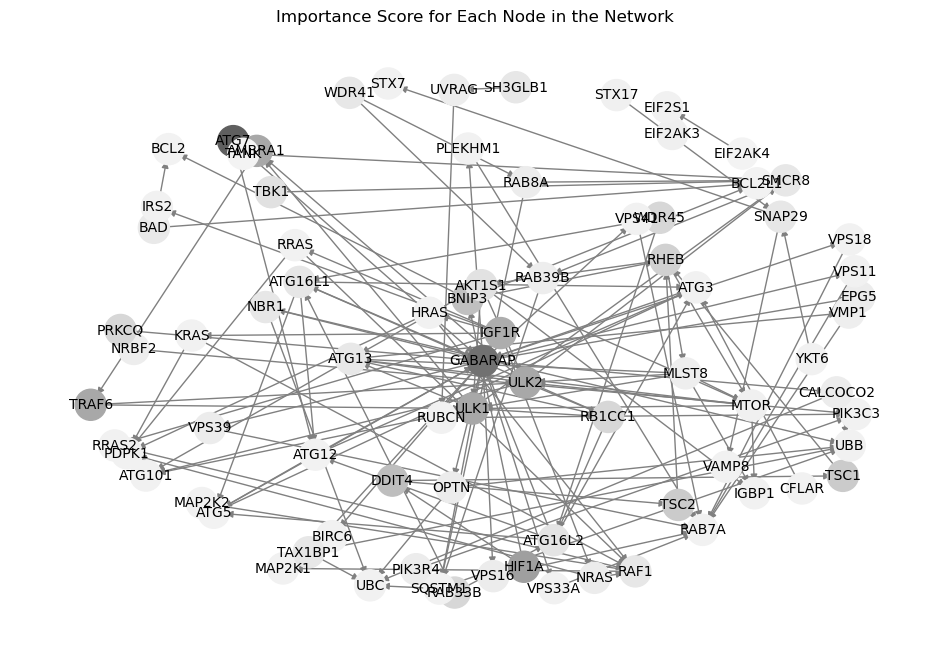 Importance Score for Each Node in the Network
STX7
WDR41
UVRAG
SH3GLB1
STX17
EIF2S1
EIF2AK3
ATG7
BCL2
TANK
AMBRA1
PLEKHM1
EIF2AK4
RAB8A
BCL2L1
SMCR8
TBK1
IRS2
BAD
VPS41
WDR45
SNAP29
RRAS
VPS18
RHEB
VPS11
ATG16L1
AKT1S1
RAB39B
ATG3
BNIP3
EPG5
NBR1
HRAS
VMP1
PRKCQ
KRAS
IGF1R
NRBF2
ATG13
GABARAP
YKT6
MLST8
ULK2
CALCOCO2
TRAF6
ULK1
RUBCN
RB1CC1
MTOR
PIK3C3
VPS39
RRAS2
UBB
PDPK1
ATG12
VAMP8
ATG101
DDIT4
OPTN
TSC1
CFLAR
IGBP1
MAP2K2
ATG5
TSC2
RAB7A
BIRC6
ATG16L2
TAX1BP1
MAP2K1
PIK3R4
HIF1A
RAF1
VPS16
NRAS
UBC
SQSTM1
RAB33B
VPS33A